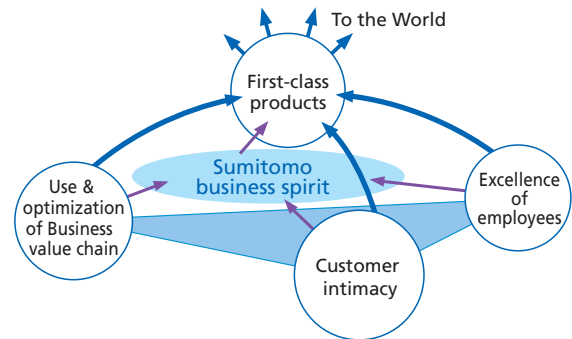 To the World
First-class
products
Sumitomo
business spirit
Use &
optimization
of Business
value chain
Excellence
of
employees
Customer
intimacy